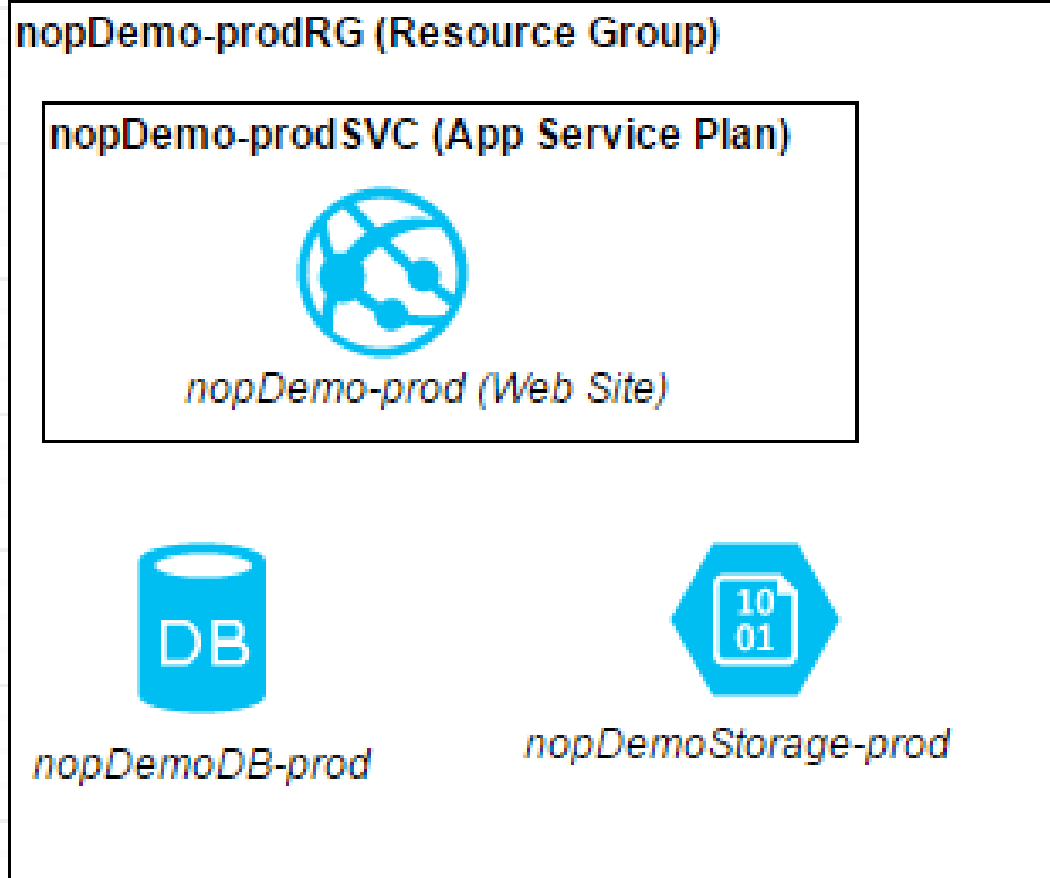 nopDemo-prodRG (Resource Group)
nopDemo-prodSVC (App Service Plan)
nopDemo-prod (Web Site)
DB
10
01
nopDemoDB-prod
nopDemoStorage-prod